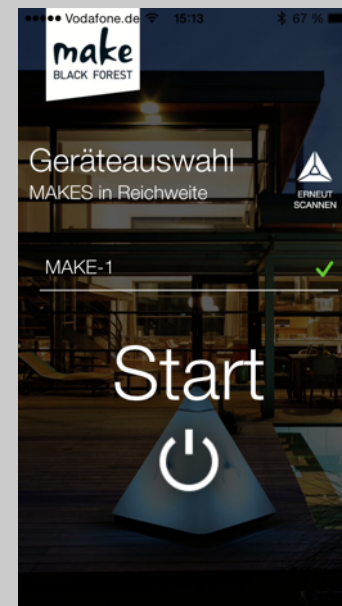 Vodafone.de 15:13 67 %
make
BLACK FOREST
Geräteauswahl
MAKES in Reichweite
ERNEUT
SCANNEN
MAKE-1
Start